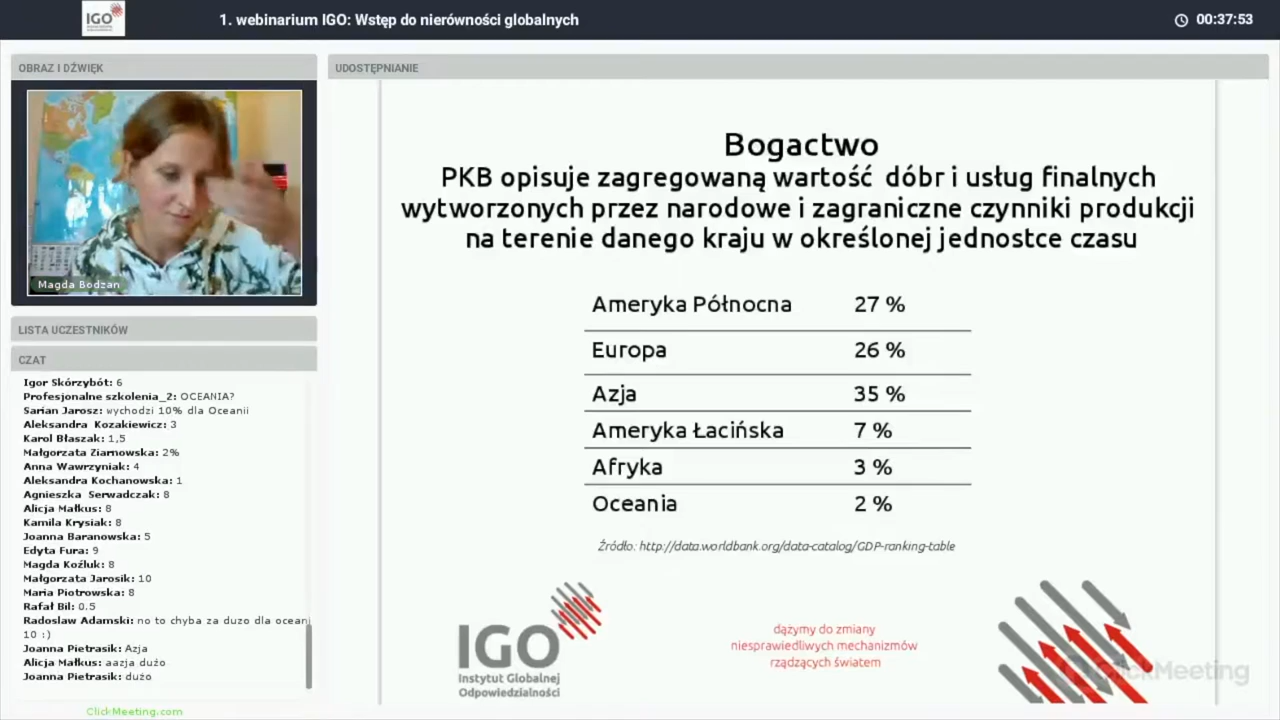 IGO
1. webinarium IGO: Wstęp do nierówności globalnych
00:37:53
OBRAZ I DŹWIĘK
Magda Bodzan
LISTA UCZESTNIKÓW
CZAT
Igor Skórzybót: 6
Profesjonalne szkolenia_2: OCEANIA?
Sarian Jarosz: wychodzi 10% dla Oceanii
Aleksandra Kozakiewicz: 3
Karol Błaszak: 1,5
Małgorzata Ziarnowska: 2%
Anna Wawrzyniak: 4
Aleksandra Kochanowska: 1
Agnieszka Serwadczak: 8
Alicja Małkus: 8
Kamila Krysiak: 8
Joanna Baranowska: 5
Edyta Fura: 9
Magda Koźluk: 8
Małgorzata Jarosik: 10
Maria Piotrowska: 8
Rafał Bil: 0.5
Radoslaw Adamski: no to chyba za duzo dla oceani
10 :)
Joanna Pietrasik: Azja
Alicja Małkus: aazja dużo
Joanna Pietrasik: dużo
ClickMeeting.com
UDOSTĘPNIANIE
Bogactwo
PKB opisuje zagregowaną wartość dóbr i usług finalnych
wytworzonych przez narodowe i zagraniczne czynniki produkcji
na terenie danego kraju w określonej jednostce czasu
Ameryka Północna 27 %
Europa 26 %
Azja 35 %
Ameryka Łacińska 7 %
Afryka 3 %
Oceania 2 %
Źródło: http://data.worldbank.org/data-catalog/GDP-ranking-table
IGO
Instytut Globalnej
Odpowiedzialności
dążymy do zmiany
niesprawiedliwych mechanizmów
rządzących światem
ClickMeeting